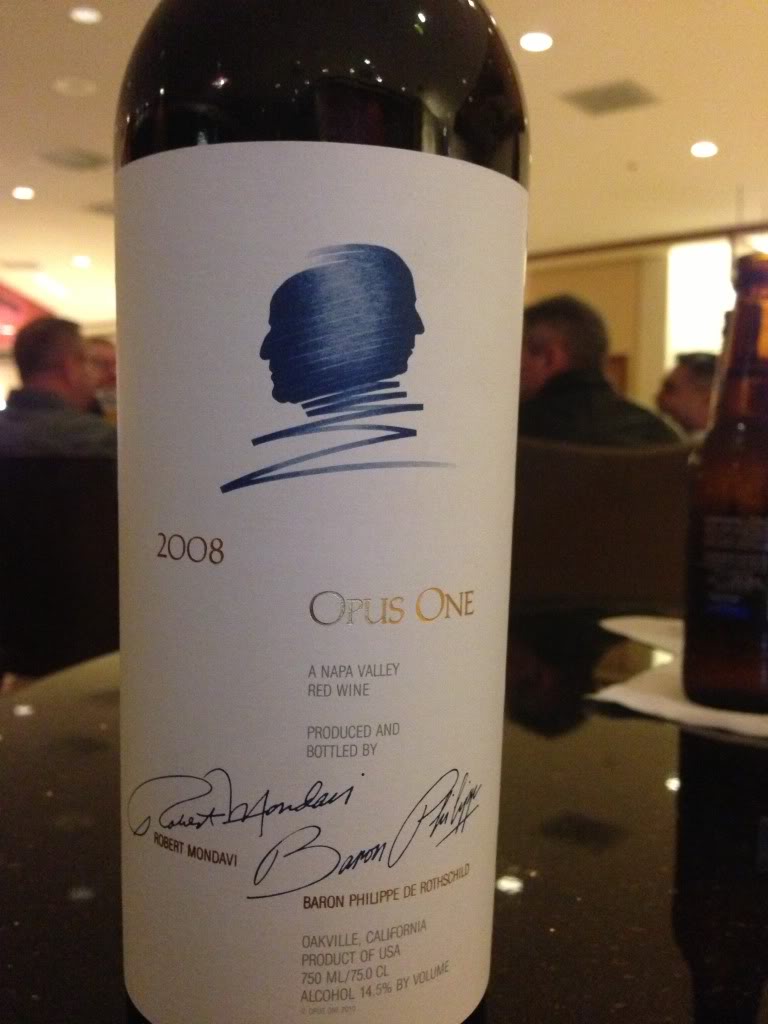 2008
OPUS ONE
A NAPA VALLEY
RED WINE
PRODUCED AND
BOTTLED BY
Robert Mondavi
ROBERT MONDAVI
Baron Philippe
BARON PHILIPPE DE ROTHSCHILD
OAKVILLE, CALIFORNIA
PRODUCT OF USA
750 ML/75.0 CL
ALCOHOL 14.5% BY VOLUME